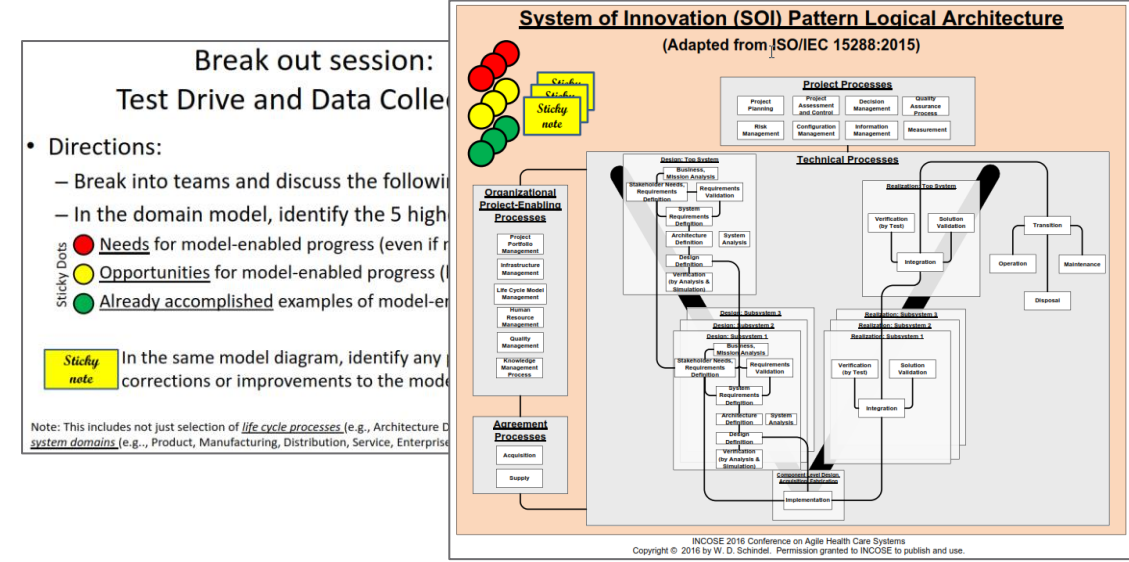 Break out session:
Test Drive and Data Colle
• Directions:
– Break into teams and discuss the followi
– In the domain model, identify the 5 high
Sticky Dots
Needs for model-enabled progress (even if
Opportunities for model-enabled progress (
Already accomplished examples of model-e
Sticky
note
In the same model diagram, identify any
corrections or improvements to the mode
Note: This includes not just selection of life cycle processes (e.g., Architecture D
system domains (e.g.., Product, Manufacturing, Distribution, Service, Enterprise
System of Innovation (SOI) Pattern Logical Architecture
(Adapted from ISO/IEC 15288:2015)
Sticky
Sticky
Sticky
note
Project Processes
Project
Planning
Project
Assessment
and Control
Decision
Management
Quality
Assurance
Process
Risk
Management
Configuration
Management
Information
Management
Measurement
Technical Processes
Organizational
Project-Enabling
Processes
Project
Portfolio
Management
Infrastructure
Management
Life Cycle Model
Management
Human
Resource
Management
Quality
Management
Knowledge
Management
Process
Agreement
Processes
Acquisition
Supply
Design: Top System
Business,
Mission Analysis
Stakeholder Needs,
Requirements
Definition
Requirements
Validation
System
Requirements
Definition
Architecture
Definition
System
Analysis
Design
Definition
Verification
(by Analysis &
Simulation)
Design: Subsystem 3
Design: Subsystem 2
Design: Subsystem 1
Business,
Mission Analysis
Stakeholder Needs,
Requirements
Definition
Requirements
Validation
System
Requirements
Definition
Architecture
Definition
System
Analysis
Design
Definition
Verification
(by Analysis &
Simulation)
Component Level Design,
Acquisition, Fabrication
Implementation
Realization: Top System
Verification
(by Test)
Solution
Validation
Integration
Realization: Subsystem 3
Realization: Subsystem 2
Realization: Subsystem 1
Verification
(by Test)
Solution
Validation
Integration
Transition
Operation
Maintenance
Disposal
INCOSE 2016 Conference on Agile Health Care Systems
Copyright © 2016 by W. D. Schindel. Permission granted to INCOSE to publish and use.